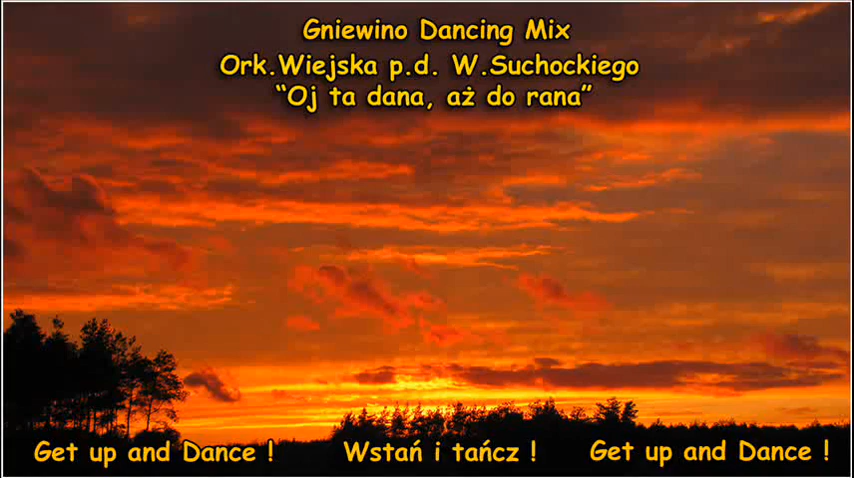 Gniewino Dancing Mix
Ork.Wiejska p.d. W.Suchockiego
“Oj ta dana, aż do rana”
Get up and Dance ! Wstań i tańcz ! Get up and Dance !